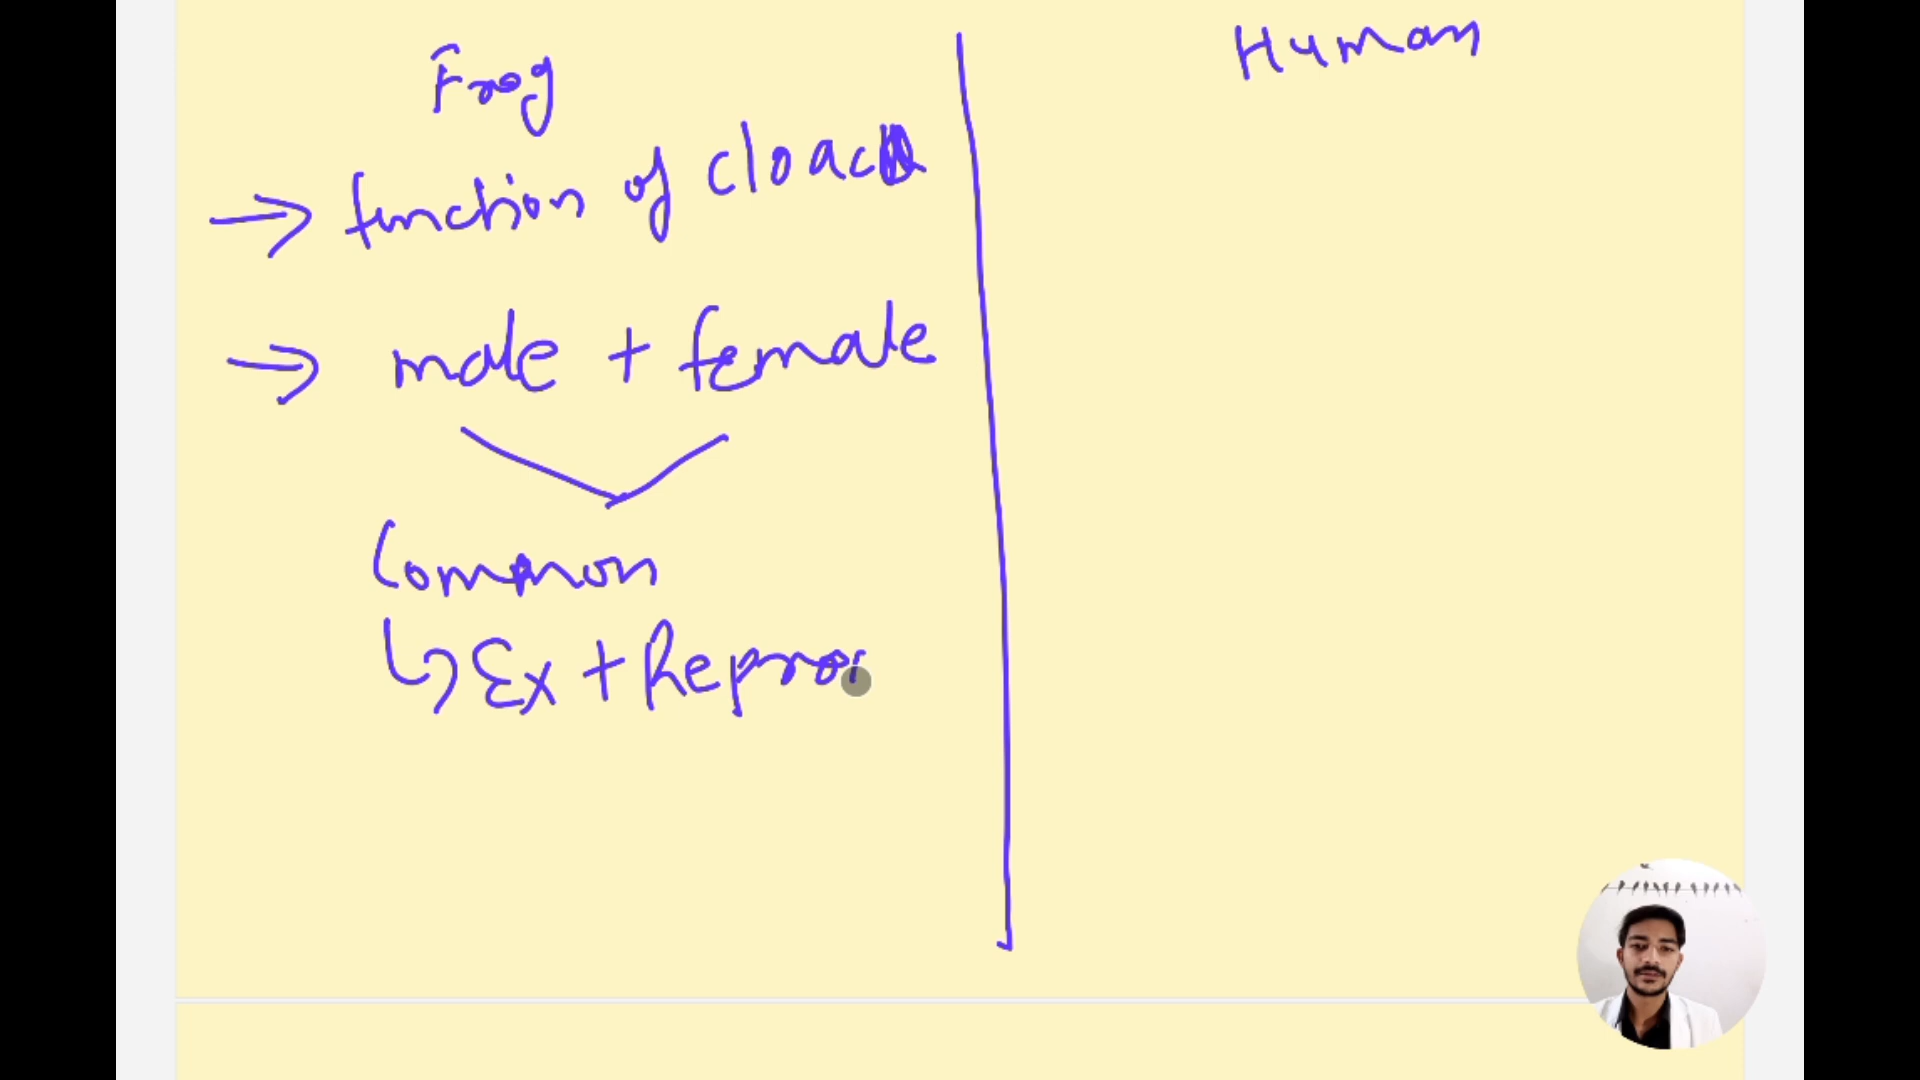 Frog
Human
→ function of cloaca
→ male + female
Common
↳ Ex + Repro